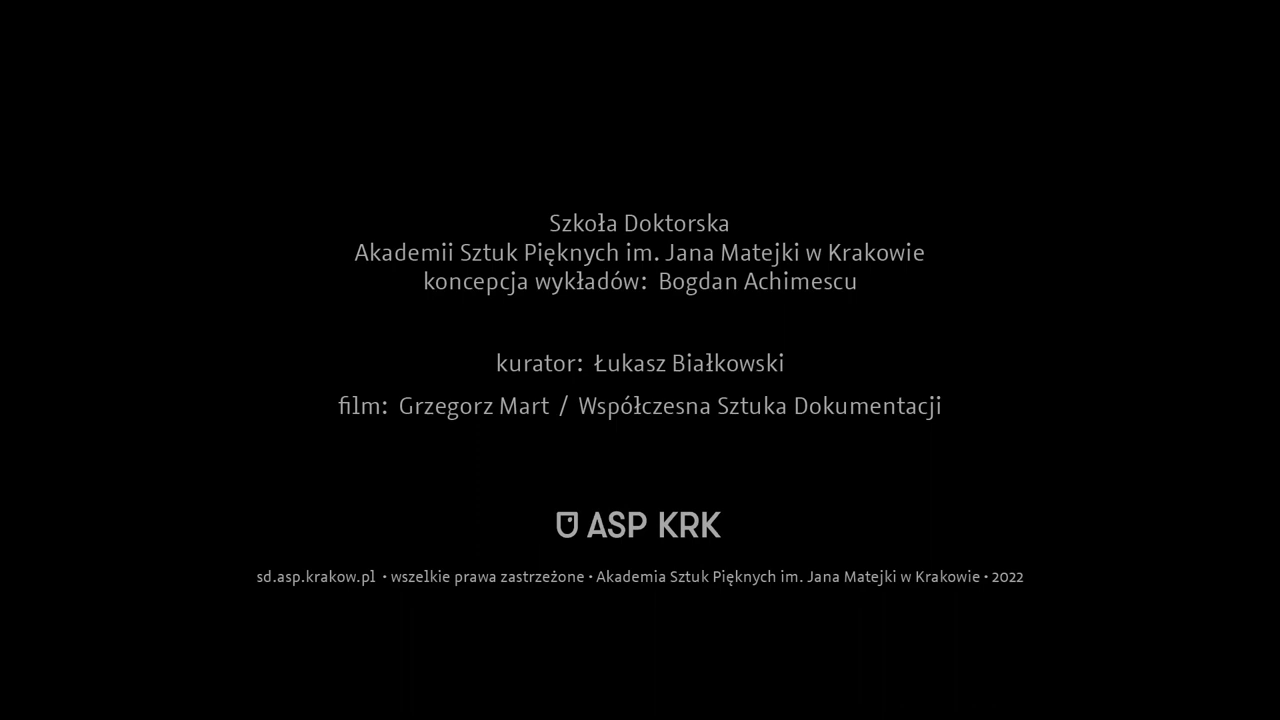 Szkoła Doktorska
Akademii Sztuk Pięknych im. Jana Matejki w Krakowie
koncepcja wykładów: Bogdan Achimescu
kurator: Łukasz Białkowski
film: Grzegorz Mart / Współczesna Sztuka Dokumentacji
ASP KRK
sd.asp.krakow.pl • wszelkie prawa zastrzeżone • Akademia Sztuk Pięknych im. Jana Matejki w Krakowie • 2022